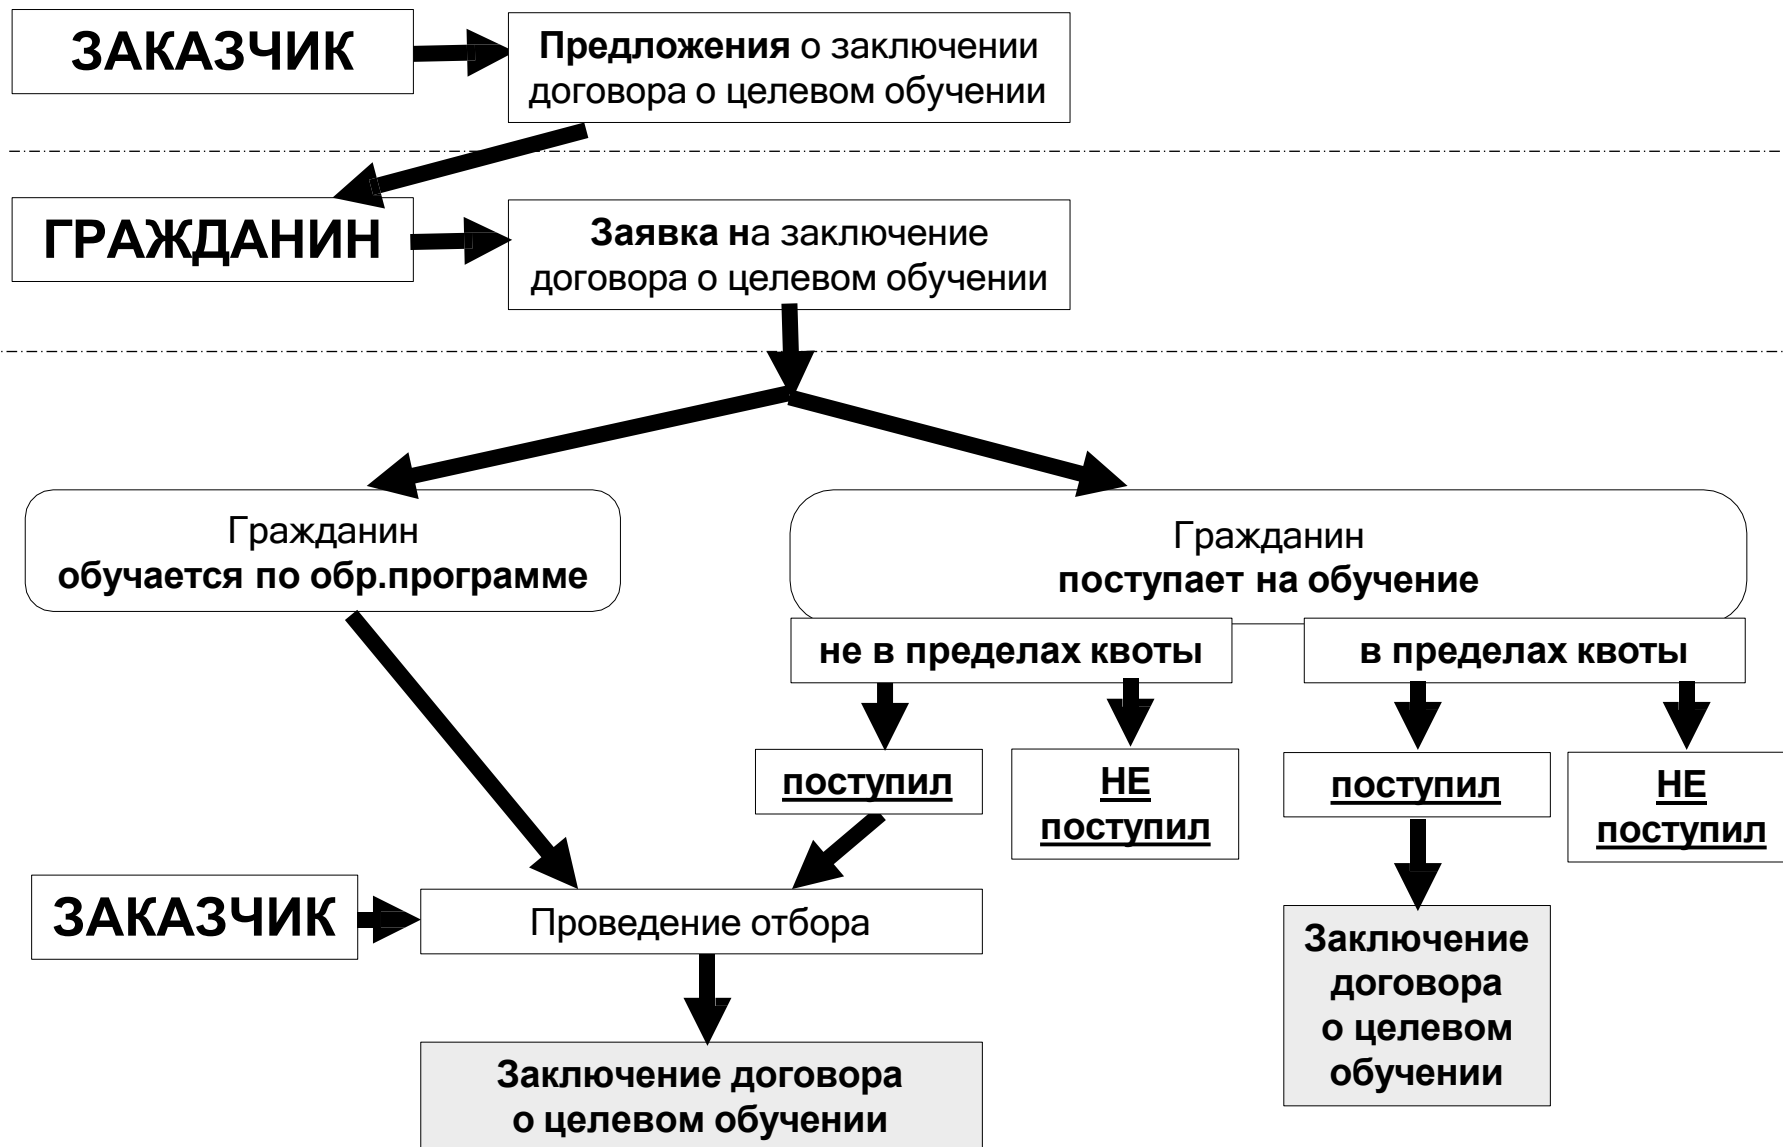 ЗАКАЗЧИК
Предложения о заключении
договора о целевом обучении
ГРАЖДАНИН
Заявка на заключение
договора о целевом обучении
Гражданин
обучается по обр.программе
Гражданин
поступает на обучение
не в пределах квоты
в пределах квоты
поступил
НЕ
поступил
поступил
НЕ
поступил
ЗАКАЗЧИК
Проведение отбора
Заключение договора
о целевом обучении
Заключение
договора
о целевом
обучении